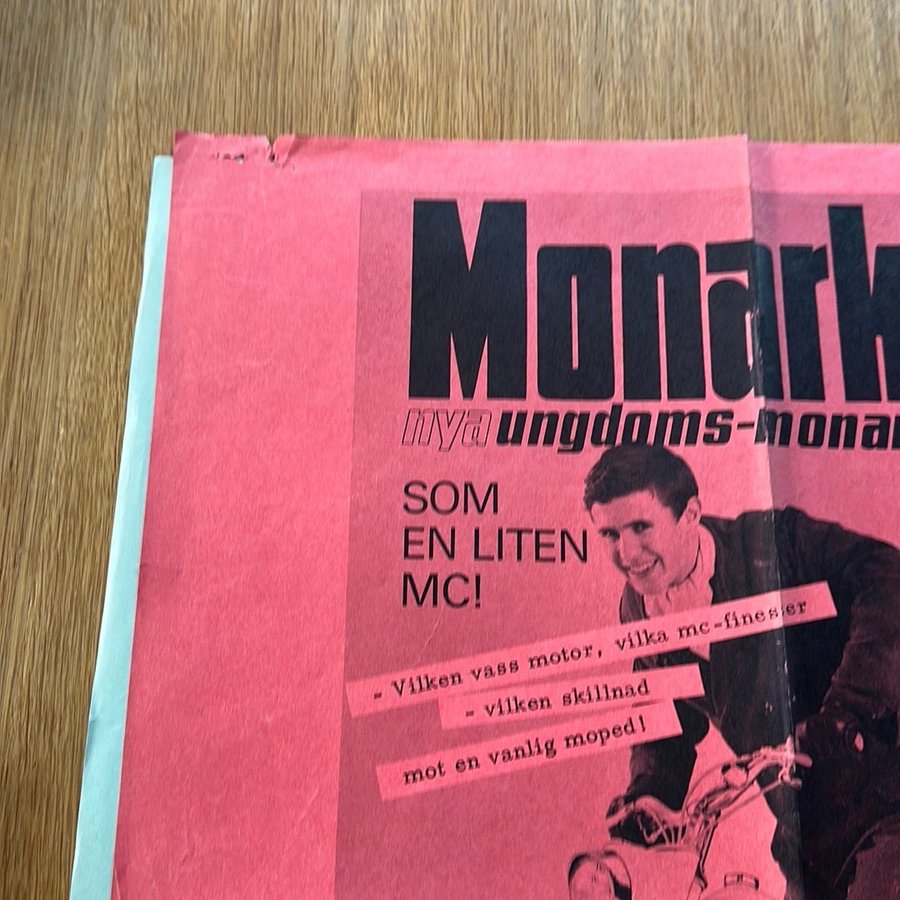 Monark
nya ungdoms-monar
SOM
EN LITEN
MC!
- Vilken vass motor, vilka mc-finesser
- vilken skillnad
mot en vanlig moped!